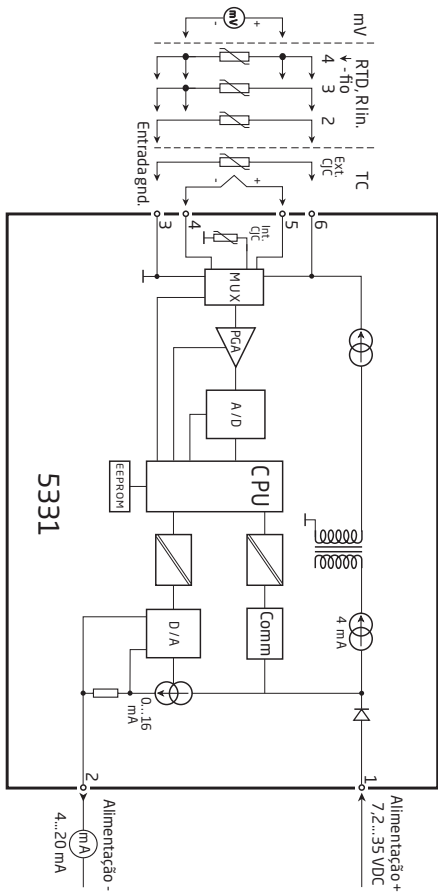 mV
mV
- +
RTD, R lin.
4 - fio
3
2
TC
Ext.
CJC
Entrada gnd.
- +
3
4
5
6
Int.
CJC
MUX
PGA
A/D
CPU
EEPROM
5331
D/A
Comm
4 mA
0...16
mA
1
2
Alimentação +
7,2...35 VDC
Alimentação -
4...20 mA
mA